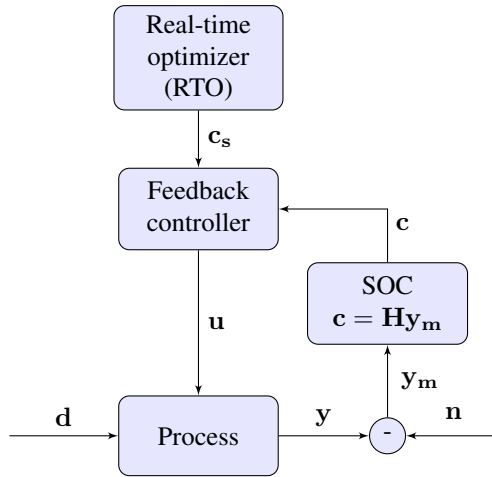 Real-time
optimizer
(RTO)
c_s
Feedback
controller
c
SOC
c = Hy_m
u
y_m
d
Process
y
-
n